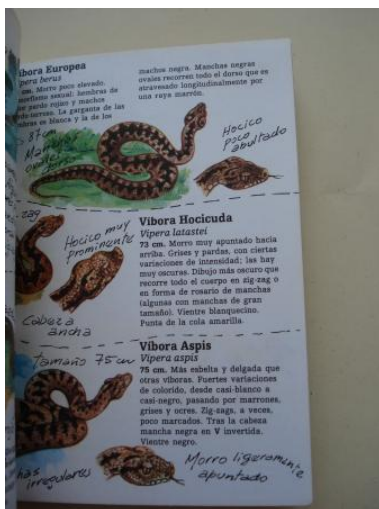 íbora Europea
ipera berus
cm. Morro poco elevado.
sexual: hembras de
pardo rojizo y machos
La garganta de las
es blanca y la de los
machos negra. Manchas negras
ovales recorren todo el dorso que es
atravesado longitudinalmente por
una raya marrón.
87cm
Hocico
poco
abultado
zag
Hocico muy
prominente
Cabeza
ancha
Víbora Hocicuda
Vipera latastei
73 cm. Morro muy apuntado hacia
arriba. Grises y pardas, con ciertas
variaciones de intensidad; las hay
muy oscuras. Dibujo más oscuro que
recorre todo el cuerpo en zig-zag o
en forma de rosario de manchas
(algunas con manchas de gran
tamaño). Vientre blanquecino.
Punta de la cola amarilla.
tamaño 75 cm
Víbora Aspis
Vipera aspis
75 cm. Más esbelta y delgada que
otras víboras. Fuertes variaciones
de colorido, desde casi-blanco a
casi-negro, pasando por marrones,
grises y ocres. Zig-zags, a veces,
poco marcados. Tras la cabeza
mancha negra en V invertida.
Vientre negro.
has
irregulares
Morro ligeramente
apuntado